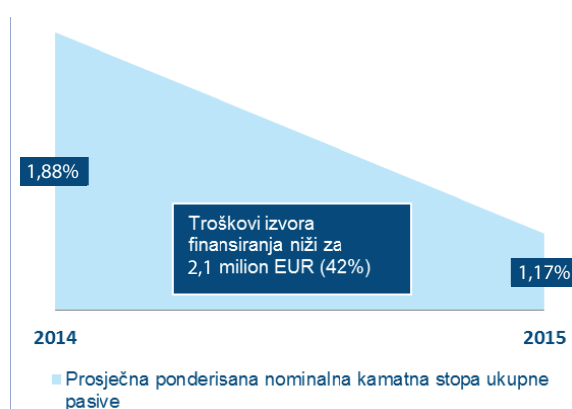 1,88%
Troškovi izvora
finansiranja niži za
2,1 milion EUR (42%)
1,17%
2014
2015
Prosječna ponderisana nominalna kamatna stopa ukupne
pasive